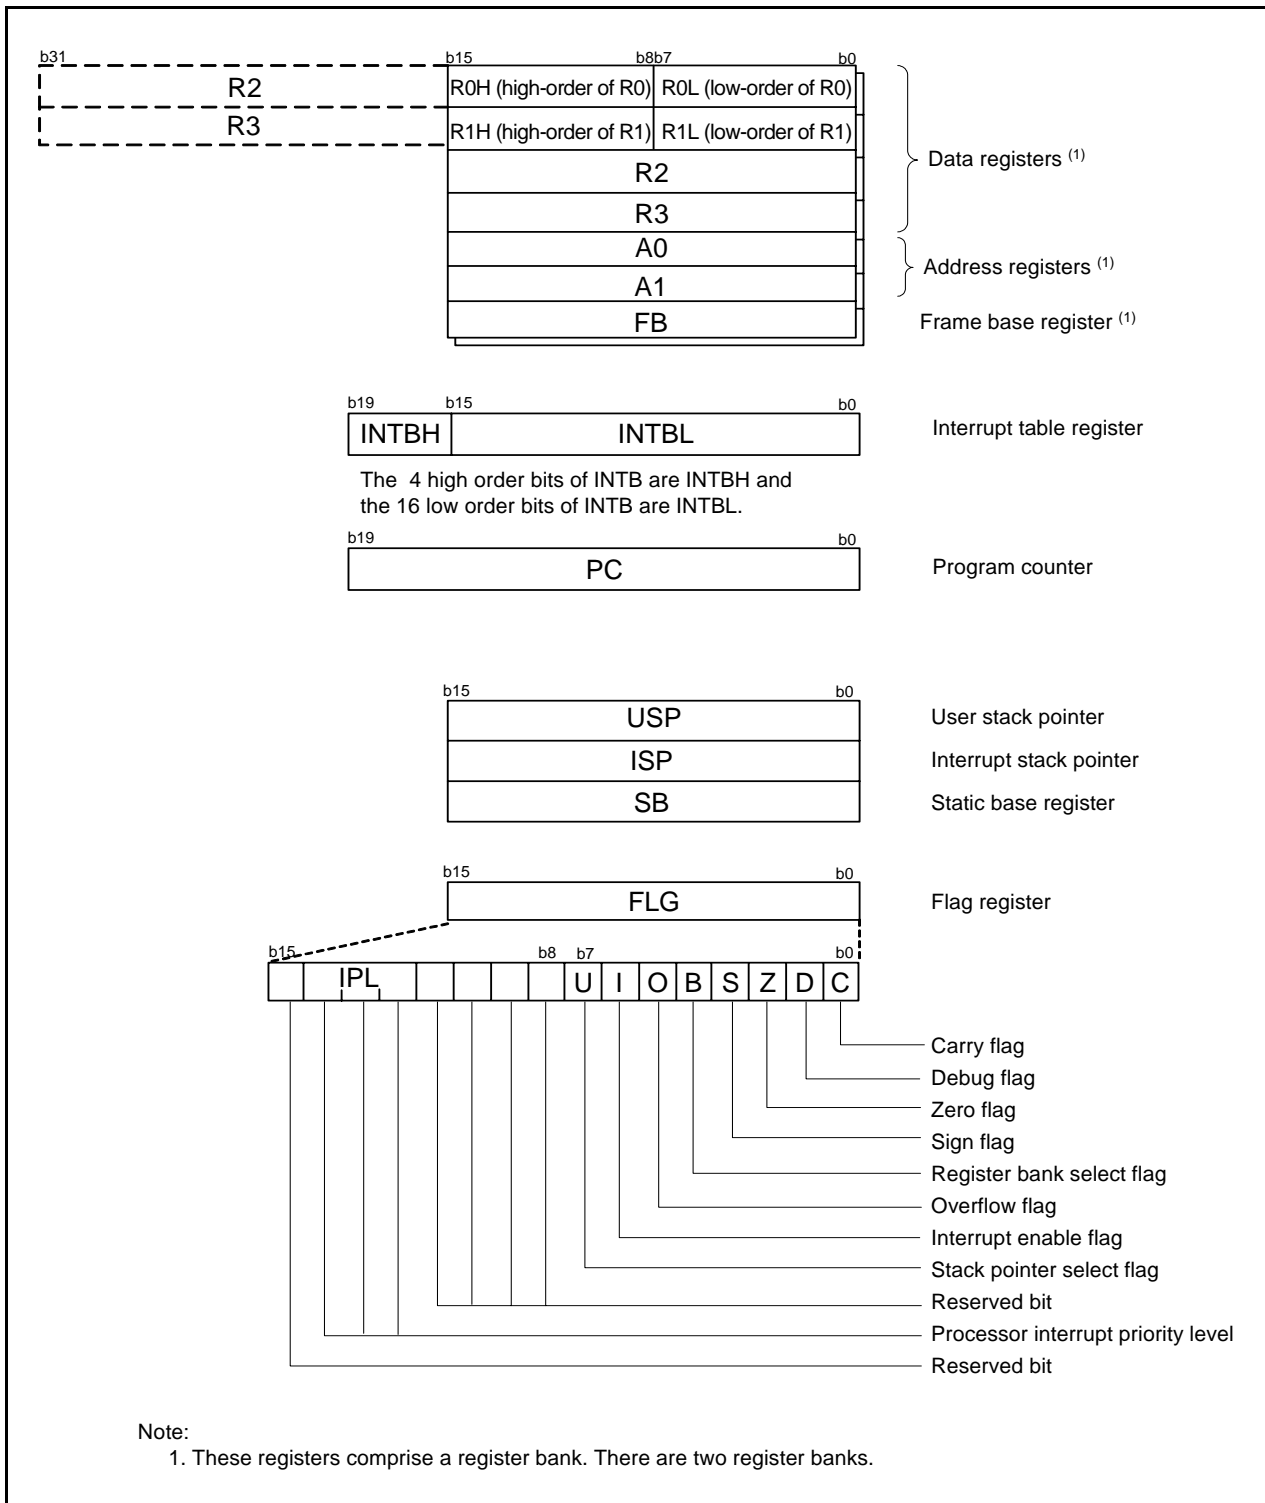 b31 b15 b8b7 b0
R2 R0H (high-order of R0) R0L (low-order of R0)
R3 R1H (high-order of R1) R1L (low-order of R1)
Data registers (1)
R2
R3
A0
Address registers (1)
A1
FB Frame base register (1)
b19 b15 b0
INTBH INTBL Interrupt table register
The 4 high order bits of INTB are INTBH and
the 16 low order bits of INTB are INTBL.
b19 b0
PC Program counter
b15 b0
USP User stack pointer
ISP Interrupt stack pointer
SB Static base register
b15 b0
FLG Flag register
b15 b8 b7 b0
IPL U I O B S Z D C
Carry flag
Debug flag
Zero flag
Sign flag
Register bank select flag
Overflow flag
Interrupt enable flag
Stack pointer select flag
Reserved bit
Processor interrupt priority level
Reserved bit
Note:
1. These registers comprise a register bank. There are two register banks.